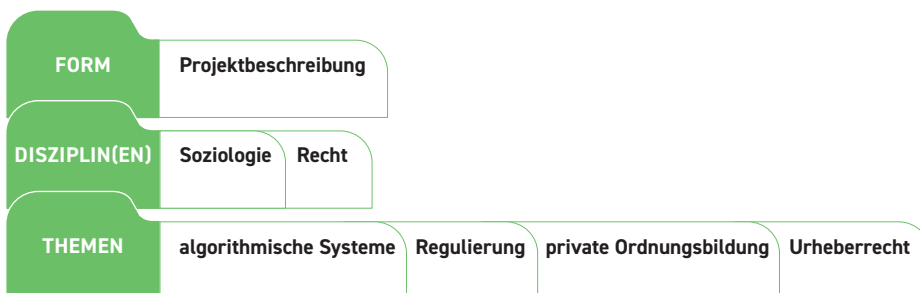 FORM Projektbeschreibung
DISZIPLIN(EN) Soziologie Recht
THEMEN algorithmische Systeme Regulierung private Ordnungsbildung Urheberrecht